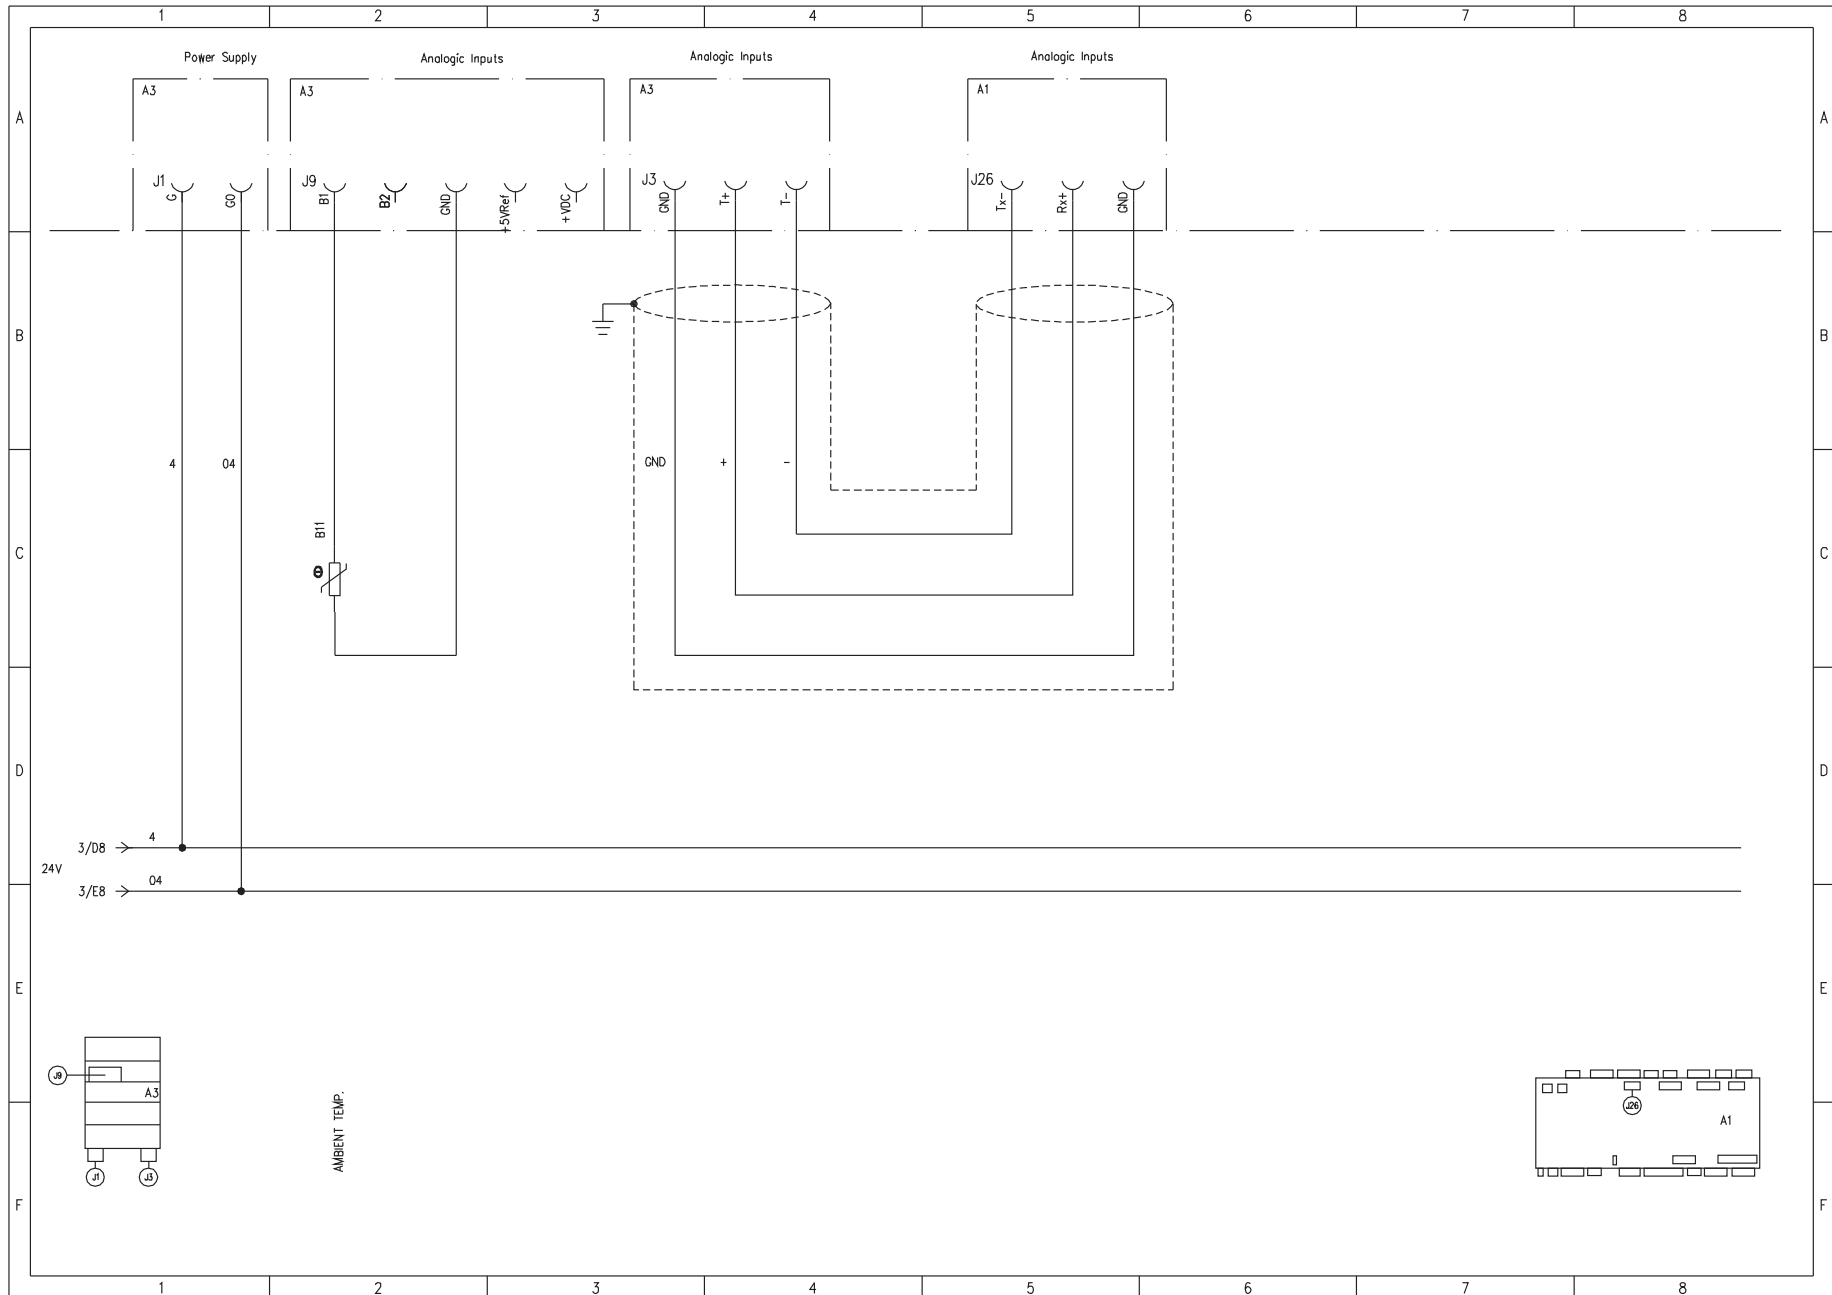 1 2 3 4 5 6 7 8
Power Supply
Analogic Inputs
Analogic Inputs
Analogic Inputs
A3
A3
A3
A1
A
A
J1
G
G0
J9
B1
B2
GND
+5VRef
+VDC
J3
GND
T+
T-
J26
Tx-
Rx+
GND
B
B
4
04
GND
+
-
B11
Θ
C
C
D
D
3/D8
4
24V
3/E8
04
E
E
J9
A3
J1
J3
AMBIENT TEMP.
J26
A1
F
F
1 2 3 4 5 6 7 8